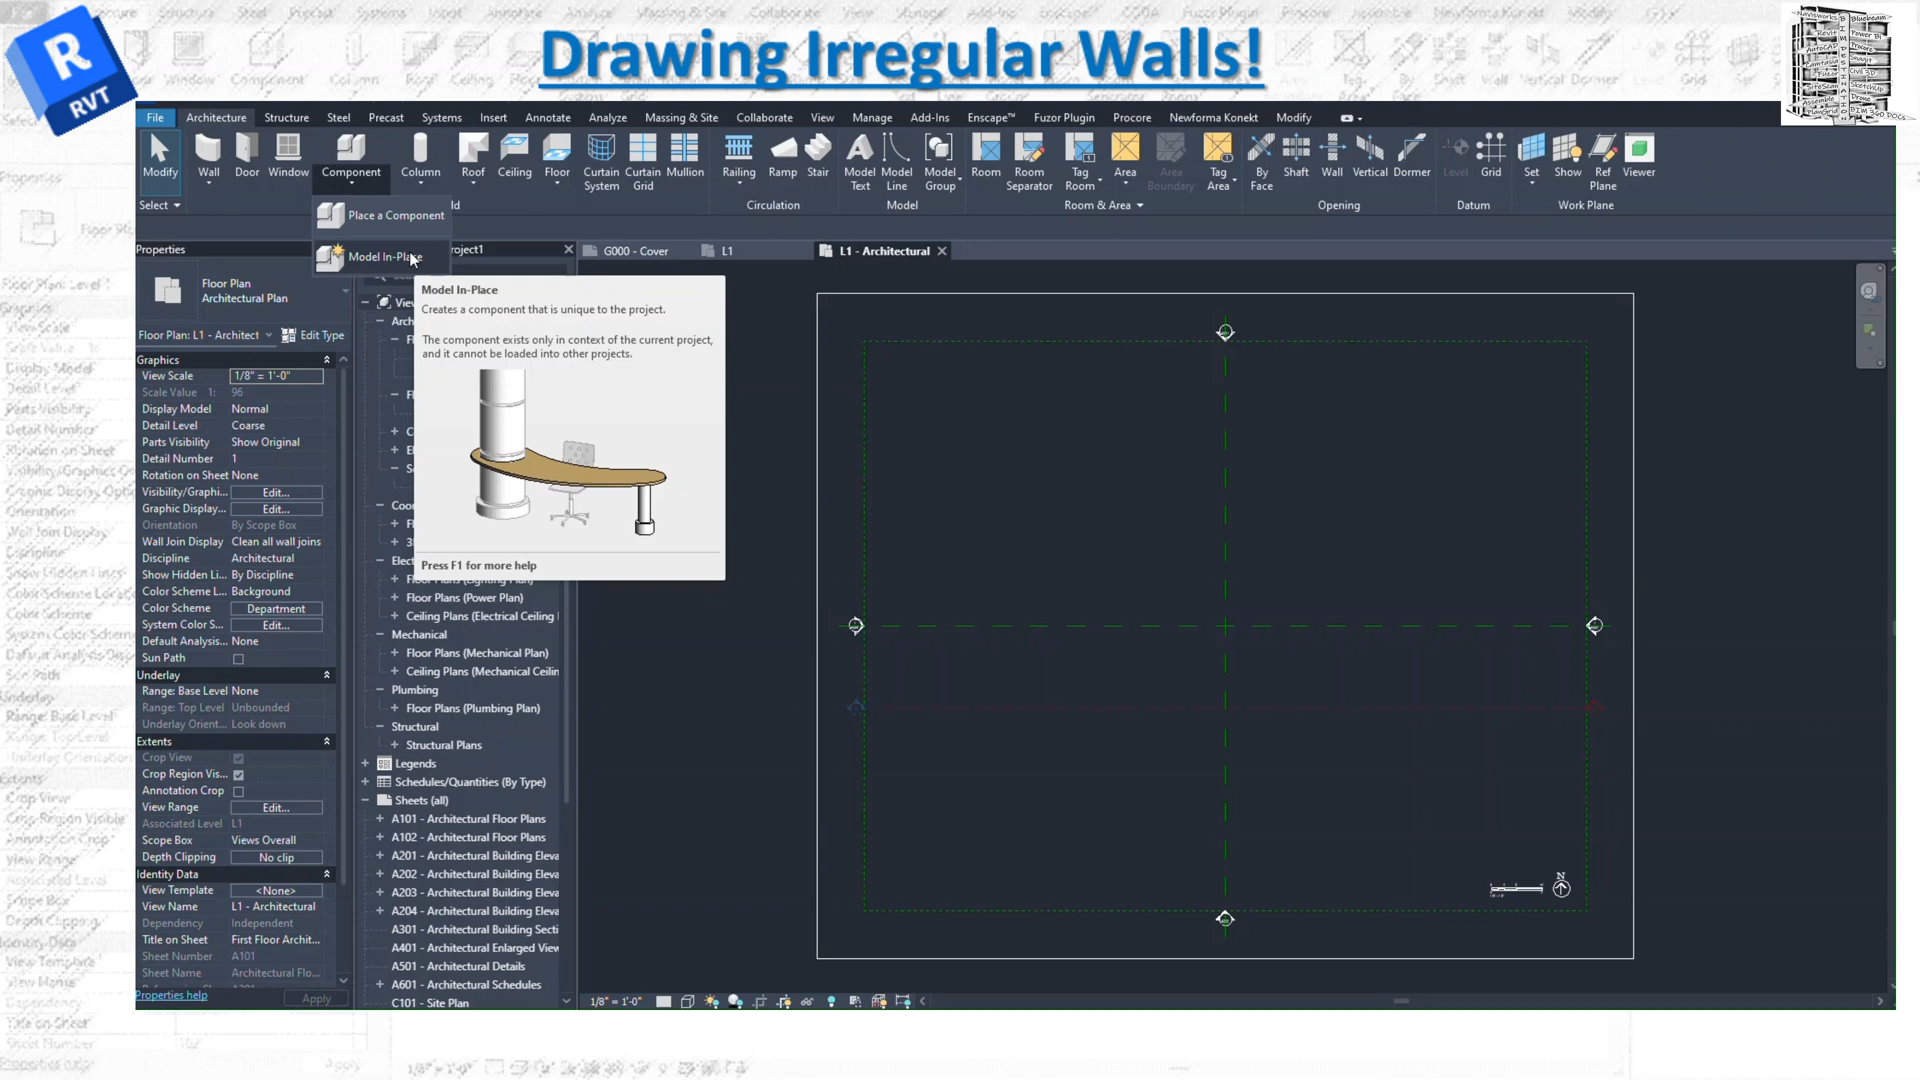 Drawing Irregular Walls!
R
RVT
File Architecture Structure Steel Precast Systems Insert Annotate Analyze Massing & Site Collaborate View Manage Add-Ins Enscape™ Fuzor Plugin Procore Newforma Konekt Modify
Modify Wall Door Window Component Column Roof Ceiling Floor Curtain System Curtain Grid Mullion Railing Ramp Stair Model Text Model Line Model Group Room Room Separator Tag Room Area Area Boundary Tag Area By Face Shaft Wall Vertical Dormer Level Grid Set Show Ref Plane Viewer
Select Circulation Model Room & Area Opening Datum Work Plane
Place a Component
Model In-Place
Properties
G000 - Cover L1 L1 - Architectural
Model In-Place
Creates a component that is unique to the project.
The component exists only in context of the current project,
and it cannot be loaded into other projects.
Press F1 for more help
Floor Plan
Architectural Plan
Floor Plan: L1 - Architect Edit Type
Graphics
View Scale 1/8" = 1'-0"
Scale Value 1: 96
Display Model Normal
Detail Level Coarse
Parts Visibility Show Original
Detail Number 1
Rotation on Sheet None
Visibility/Graphi... Edit...
Graphic Display... Edit...
Orientation By Scope Box
Wall Join Display Clean all wall joins
Discipline Architectural
Show Hidden Li... By Discipline
Color Scheme L... Background
Color Scheme Department
System Color S... Edit...
Default Analysis... None
Sun Path
Underlay
Range: Base Level None
Range: Top Level Unbounded
Underlay Orient... Look down
Extents
Crop View
Crop Region Vis...
Annotation Crop
View Range Edit...
Associated Level L1
Scope Box Views Overall
Depth Clipping No clip
Identity Data
View Template <None>
View Name L1 - Architectural
Dependency Independent
Title on Sheet First Floor Archit...
Sheet Number A101
Sheet Name Architectural Flo...
Properties help Apply
Floor Plans (Power Plan)
Ceiling Plans (Electrical Ceiling
Mechanical
Floor Plans (Mechanical Plan)
Ceiling Plans (Mechanical Ceilin
Plumbing
Floor Plans (Plumbing Plan)
Structural
Structural Plans
Legends
Schedules/Quantities (By Type)
Sheets (all)
A101 - Architectural Floor Plans
A102 - Architectural Floor Plans
A201 - Architectural Building Eleva
A202 - Architectural Building Eleva
A203 - Architectural Building Eleva
A204 - Architectural Building Eleva
A301 - Architectural Building Secti
A401 - Architectural Enlarged View
A501 - Architectural Details
A601 - Architectural Schedules
C101 - Site Plan
N
1/8" = 1'-0"